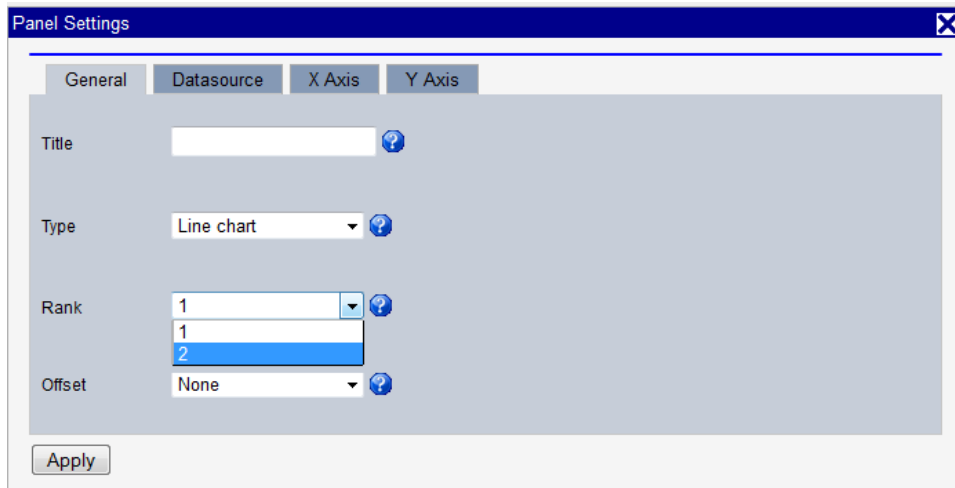 Panel Settings
General Datasource X Axis Y Axis
Title
Type Line chart
Rank 1
1
2
Offset None
Apply